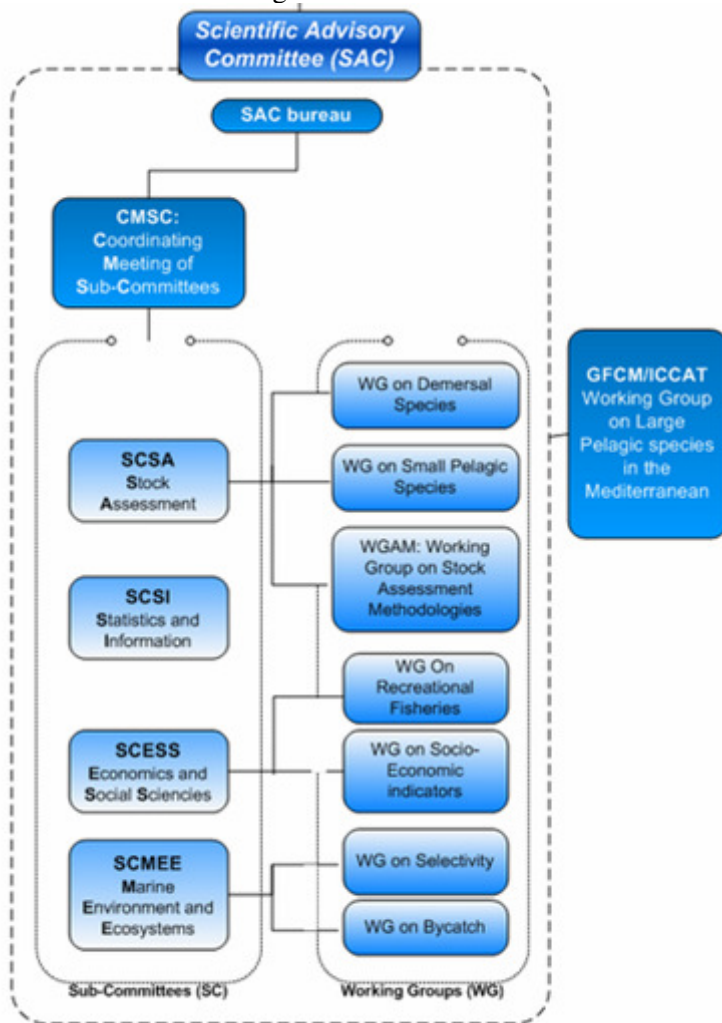 Scientific Advisory
Committee (SAC)
SAC bureau
CMSC:
Coordinating
Meeting of
Sub-Committees
SCSA
Stock
Assessment
SCSI
Statistics and
Information
SCESS
Economics and
Social Sciencies
SCMEE
Marine
Environment and
Ecosystems
Sub-Committees (SC)
WG on Demersal
Species
WG on Small Pelagic
Species
WGAM: Working
Group on Stock
Assessment
Methodologies
WG On
Recreational
Fisheries
WG on Socio-
Economic
indicators
WG on Selectivity
WG on Bycatch
Working Groups (WG)
GFCM/ICCAT
Working Group
on Large
Pelagic species
in the
Mediterranean